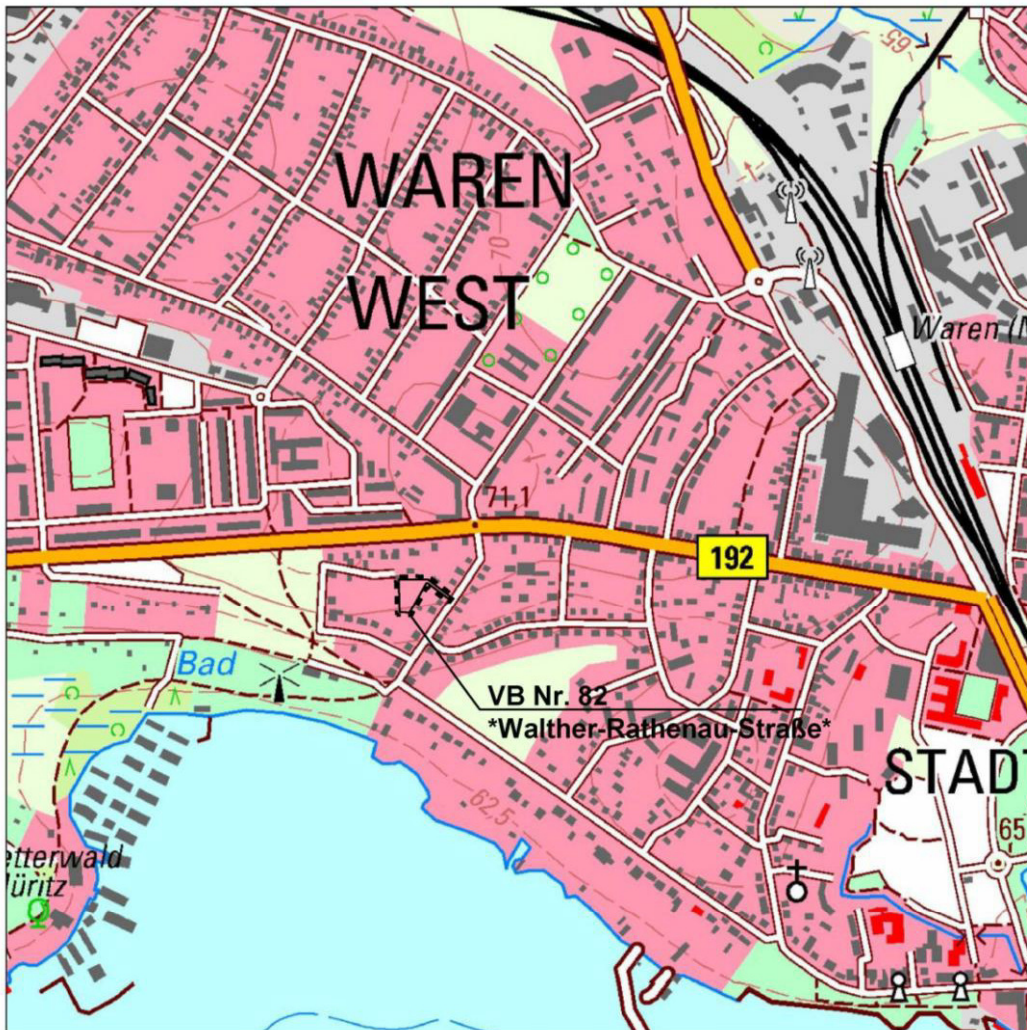 65
WAREN
WEST
70
Waren (
71,1
192
Bad
VB Nr. 82
*Walther-Rathenau-Straße*
STADT
62,5
65
etterwald
üritz